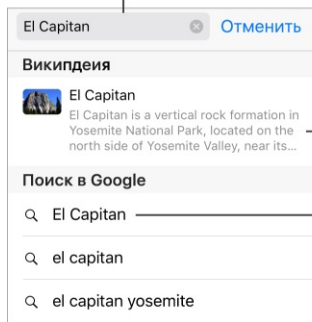 El Capitan Отменить
Википдеия
El Capitan
El Capitan is a vertical rock formation in
Yosemite National Park, located on the
north side of Yosemite Valley, near its...
Поиск в Google
El Capitan
el capitan
el capitan yosemite